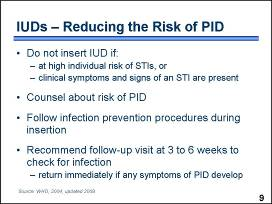 IUDs – Reducing the Risk of PID
• Do not insert IUD if:
– at high individual risk of STIs, or
– clinical symptoms and signs of an STI are present
• Counsel about risk of PID
• Follow infection prevention procedures during
insertion
• Recommend follow-up visit at 3 to 6 weeks to
check for infection
– return immediately if any symptoms of PID develop
Source: WHO, 2004, updated 2008
9